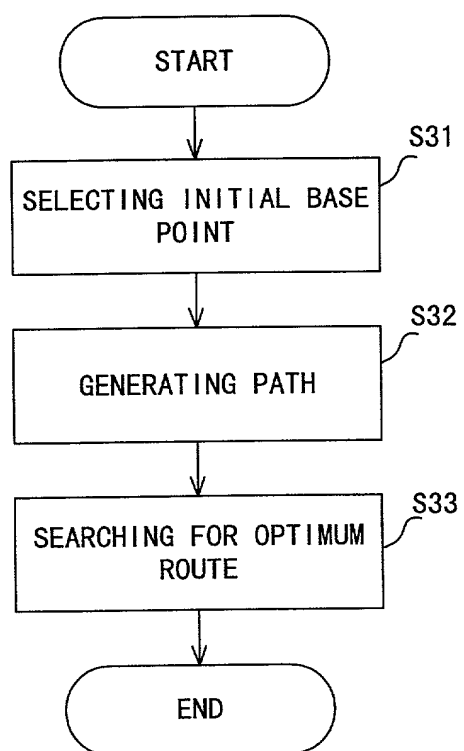 START
S31
SELECTING INITIAL BASE
POINT
S32
GENERATING PATH
S33
SEARCHING FOR OPTIMUM
ROUTE
END